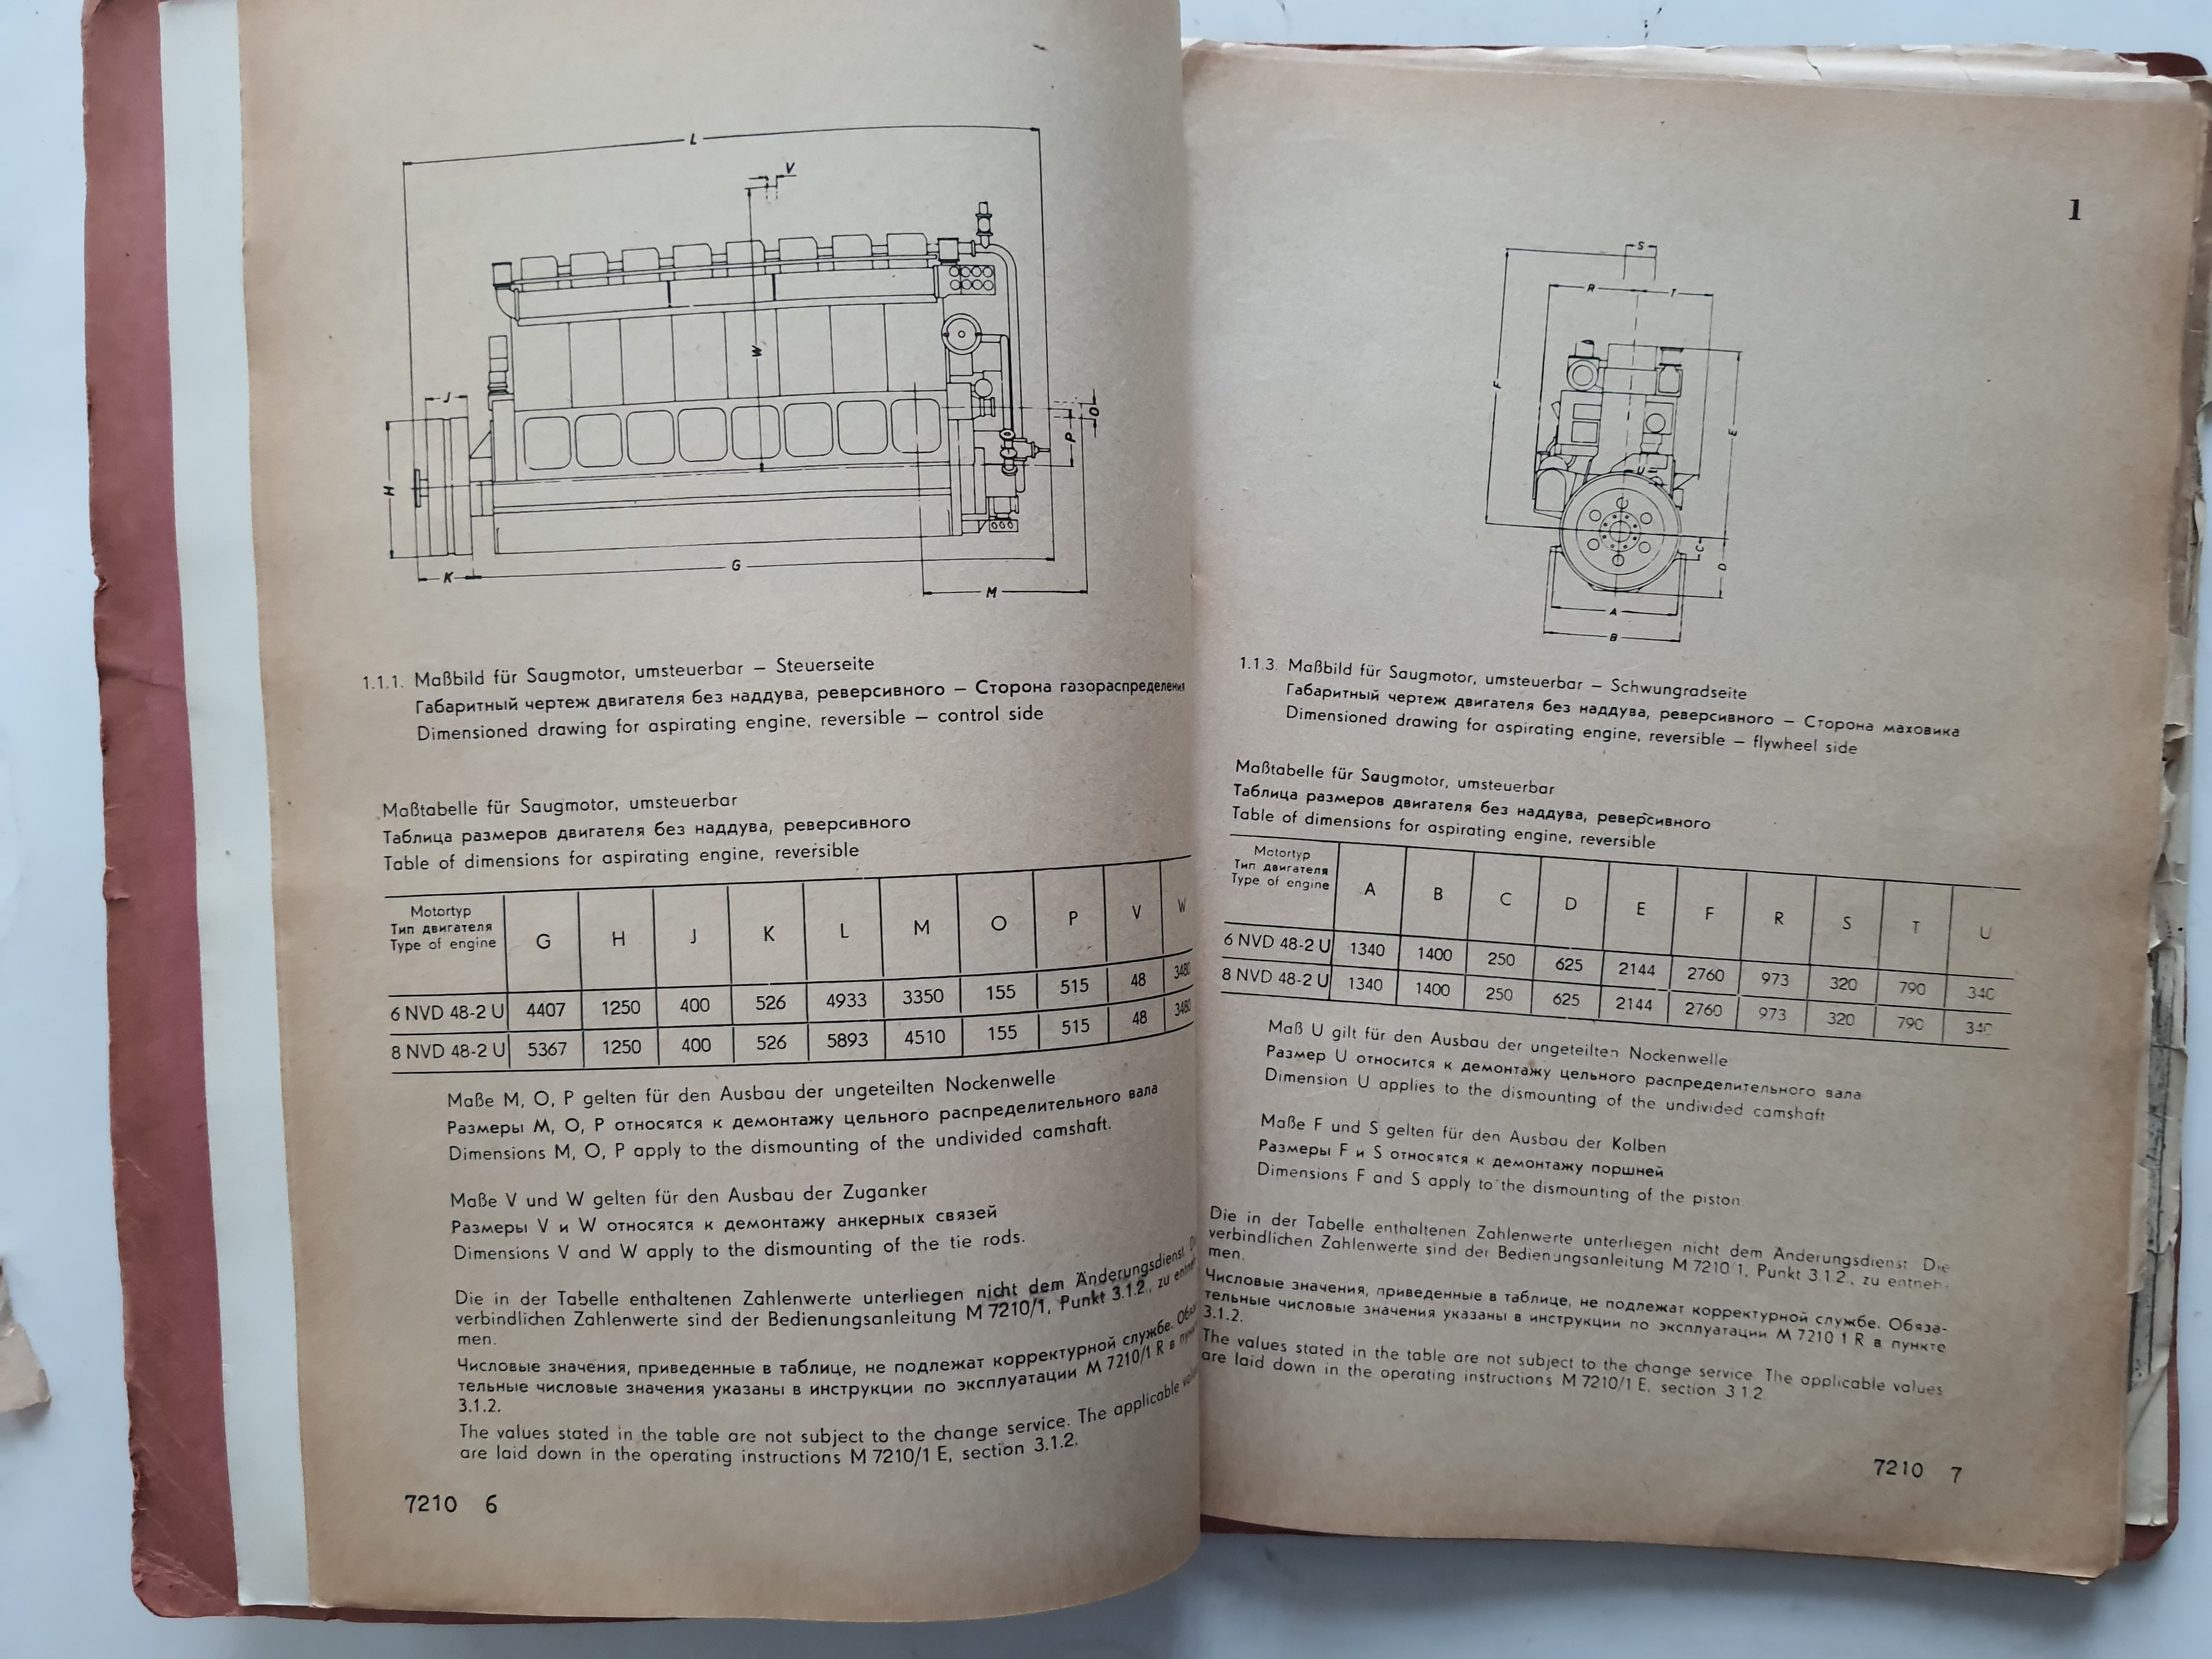 L
V
W
J
H
O
P
K
G
M
1.1.1. Maßbild für Saugmotor, umsteuerbar – Steuerseite
Габаритный чертеж двигателя без наддува, реверсивного – Сторона газораспределения
Dimensioned drawing for aspirating engine, reversible – control side
Maßtabelle für Saugmotor, umsteuerbar
Таблица размеров двигателя без наддува, реверсивного
Table of dimensions for aspirating engine, reversible
Motortyp
Тип двигателя
Type of engine
G H J K L M O P V W
6 NVD 48-2 U 4407 1250 400 526 4933 3350 155 515 48 3480
8 NVD 48-2 U 5367 1250 400 526 5893 4510 155 515 48 3480
Maße M, O, P gelten für den Ausbau der ungeteilten Nockenwelle
Размеры М, О, Р относятся к демонтажу цельного распределительного вала
Dimensions M, O, P apply to the dismounting of the undivided camshaft.
Maße V und W gelten für den Ausbau der Zuganker
Размеры V и W относятся к демонтажу анкерных связей
Dimensions V and W apply to the dismounting of the tie rods.
Die in der Tabelle enthaltenen Zahlenwerte unterliegen nicht dem Änderungsdienst.
verbindlichen Zahlenwerte sind der Bedienungsanleitung M 7210/1, Punkt 3.1.2., zu
men.
Числовые значения, приведенные в таблице, не подлежат корректурной службе.
тельные числовые значения указаны в инструкции по эксплуатации М 7210/1 R в
3.1.2.
The values stated in the table are not subject to the change service. The applicable
are laid down in the operating instructions M 7210/1 E, section 3.1.2.
7210 6
1
S
R T
F
E
U
C
D
A
B
1.1.3. Maßbild für Saugmotor, umsteuerbar – Schwungradseite
Габаритный чертеж двигателя без наддува, реверсивного – Сторона маховика
Dimensioned drawing for aspirating engine, reversible – flywheel side
Maßtabelle für Saugmotor, umsteuerbar
Таблица размеров двигателя без наддува, реверсивного
Table of dimensions for aspirating engine, reversible
Motortyp
Тип двигателя
Type of engine
A B C D E F R S T U
6 NVD 48-2 U 1340 1400 250 625 2144 2760 973 320 790 340
8 NVD 48-2 U 1340 1400 250 625 2144 2760 973 320 790 340
Maß U gilt für den Ausbau der ungeteilten Nockenwelle
Размер U относится к демонтажу цельного распределительного вала
Dimension U applies to the dismounting of the undivided camshaft
Maße F und S gelten für den Ausbau der Kolben
Размеры F и S относятся к демонтажу поршней
Dimensions F and S apply to the dismounting of the piston.
Die in der Tabelle enthaltenen Zahlenwerte unterliegen nicht dem Änderungsdienst. Die
verbindlichen Zahlenwerte sind der Bedienungsanleitung M 7210 1, Punkt 3.1.2., zu entneh-
men.
Числовые значения, приведенные в таблице, не подлежат корректурной службе. Обяза-
тельные числовые значения указаны в инструкции по эксплуатации М 7210 1 R в пункте
3.1.2.
The values stated in the table are not subject to the change service. The applicable values
are laid down in the operating instructions M 7210/1 E, section 3.1.2
7210 7